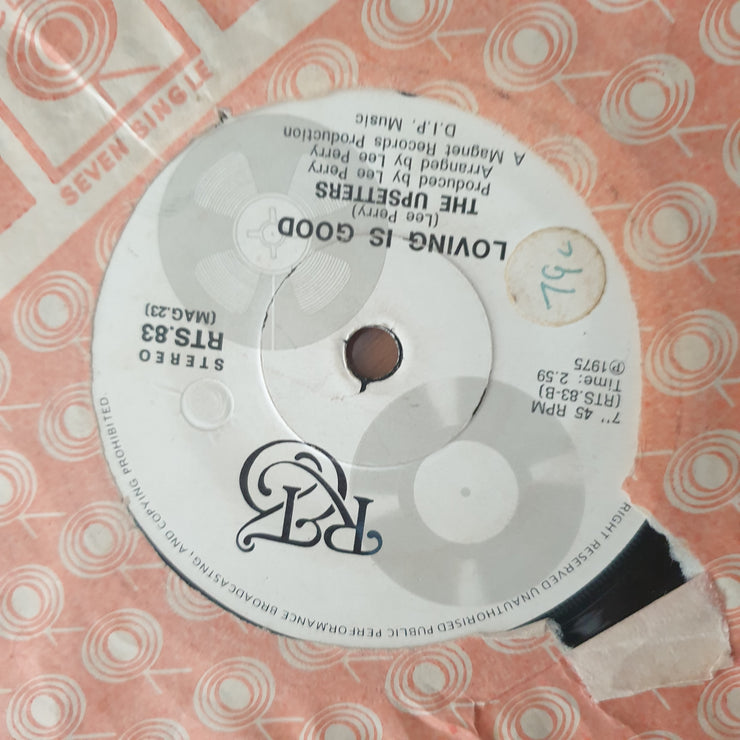 SEVEN SINGLE
RIGHT RESERVED UNAUTHORISED PUBLIC PERFORMANCE BROADCASTING, AND COPYING PROHIBITED
RTS
7" 45 RPM
(RTS.83-B)
Time: 2.59
Ⓟ1975
STEREO
RTS.83
(MAG.23)
LOVING IS GOOD
(Lee Perry)
THE UPSETTERS
Produced by Lee Perry
Arranged by Lee Perry
A Magnet Records Production
D.I.P. Music